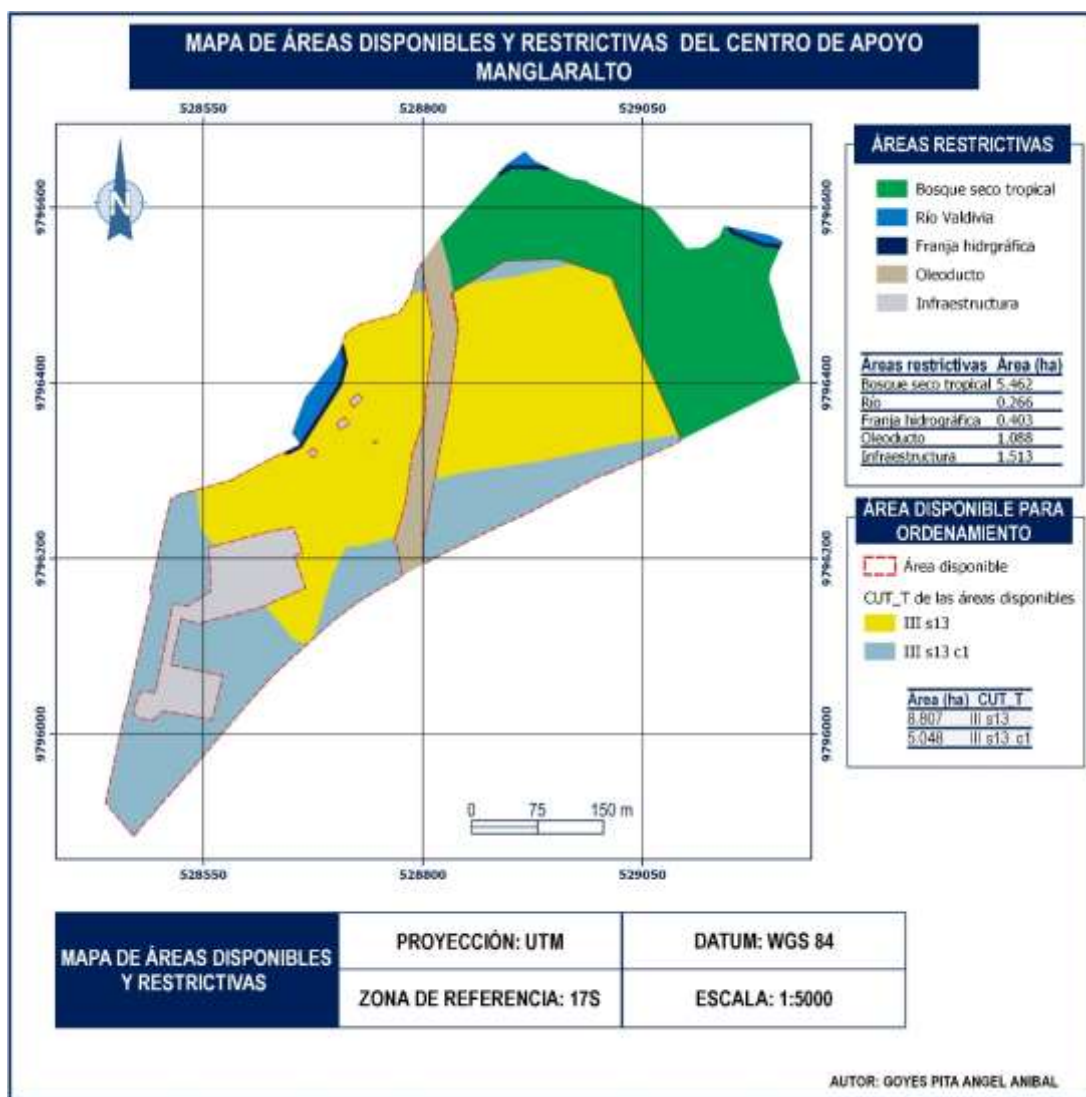 MAPA DE ÁREAS DISPONIBLES Y RESTRICTIVAS DEL CENTRO DE APOYO
MANGLARALTO
528550 528800 529050
N
9796600 9796600
9796400 9796400
9796200 9796200
9796000 9796000
0 75 150 m
528550 528800 529050
ÁREAS RESTRICTIVAS
Bosque seco tropical
Río Valdivia
Franja hidrgráfica
Oleoducto
Infraestructura
Áreas restrictivas Área (ha)
Bosque seco tropical 5.462
Río 0.266
Franja hidrográfica 0.403
Oleoducto 1.088
Infraestructura 1.513
ÁREA DISPONIBLE PARA
ORDENAMIENTO
Área disponible
CUT_T de las áreas disponibles
III s13
III s13 c1
Área (ha) CUT_T
8.807 III s13
5.048 III s13 c1
MAPA DE ÁREAS DISPONIBLES
Y RESTRICTIVAS
PROYECCIÓN: UTM
DATUM: WGS 84
ZONA DE REFERENCIA: 17S
ESCALA: 1:5000
AUTOR: GOYES PITA ANGEL ANIBAL